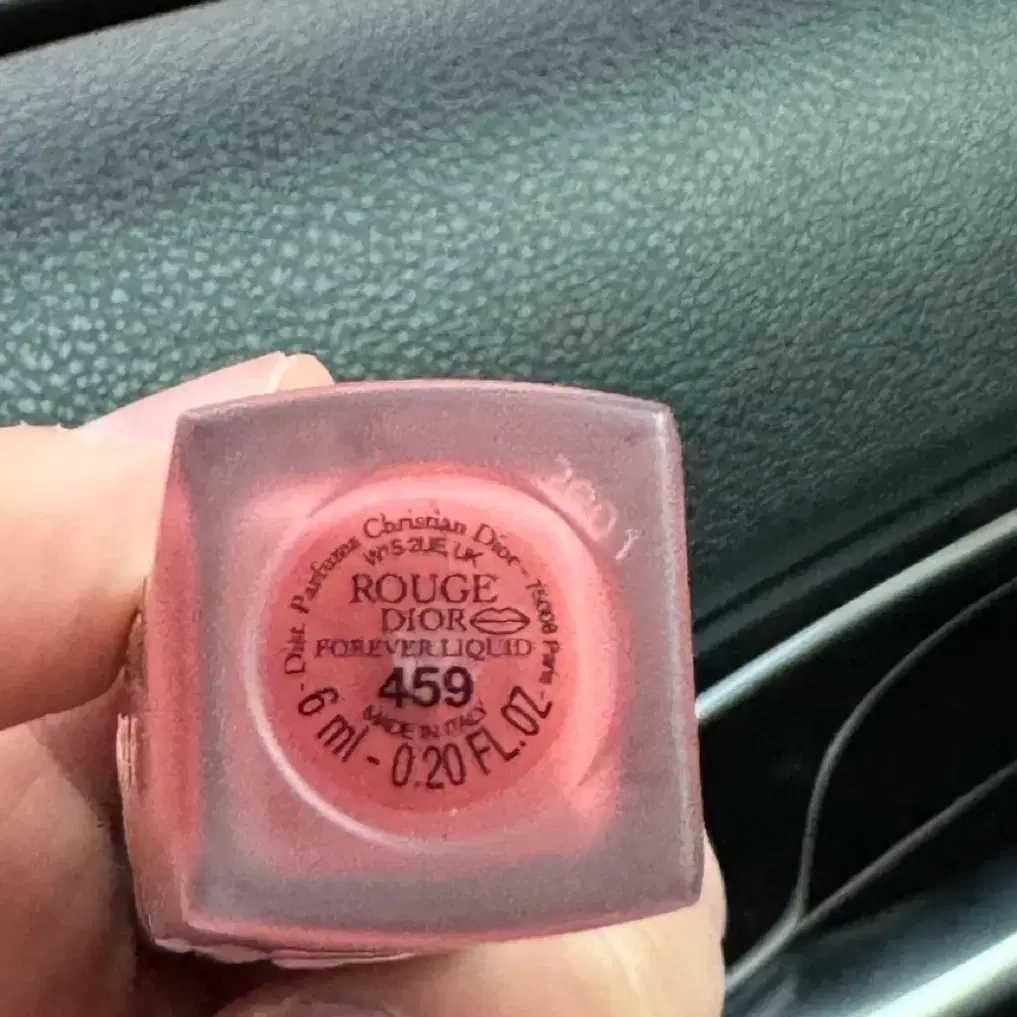 - Dist. Parfums Christian Dior - 75008 Paris -
W1S 2UE, UK
ROUGE
DIOR
FOREVER LIQUID
459
MADE IN ITALY
6 ml - 0.20 FL.OZ